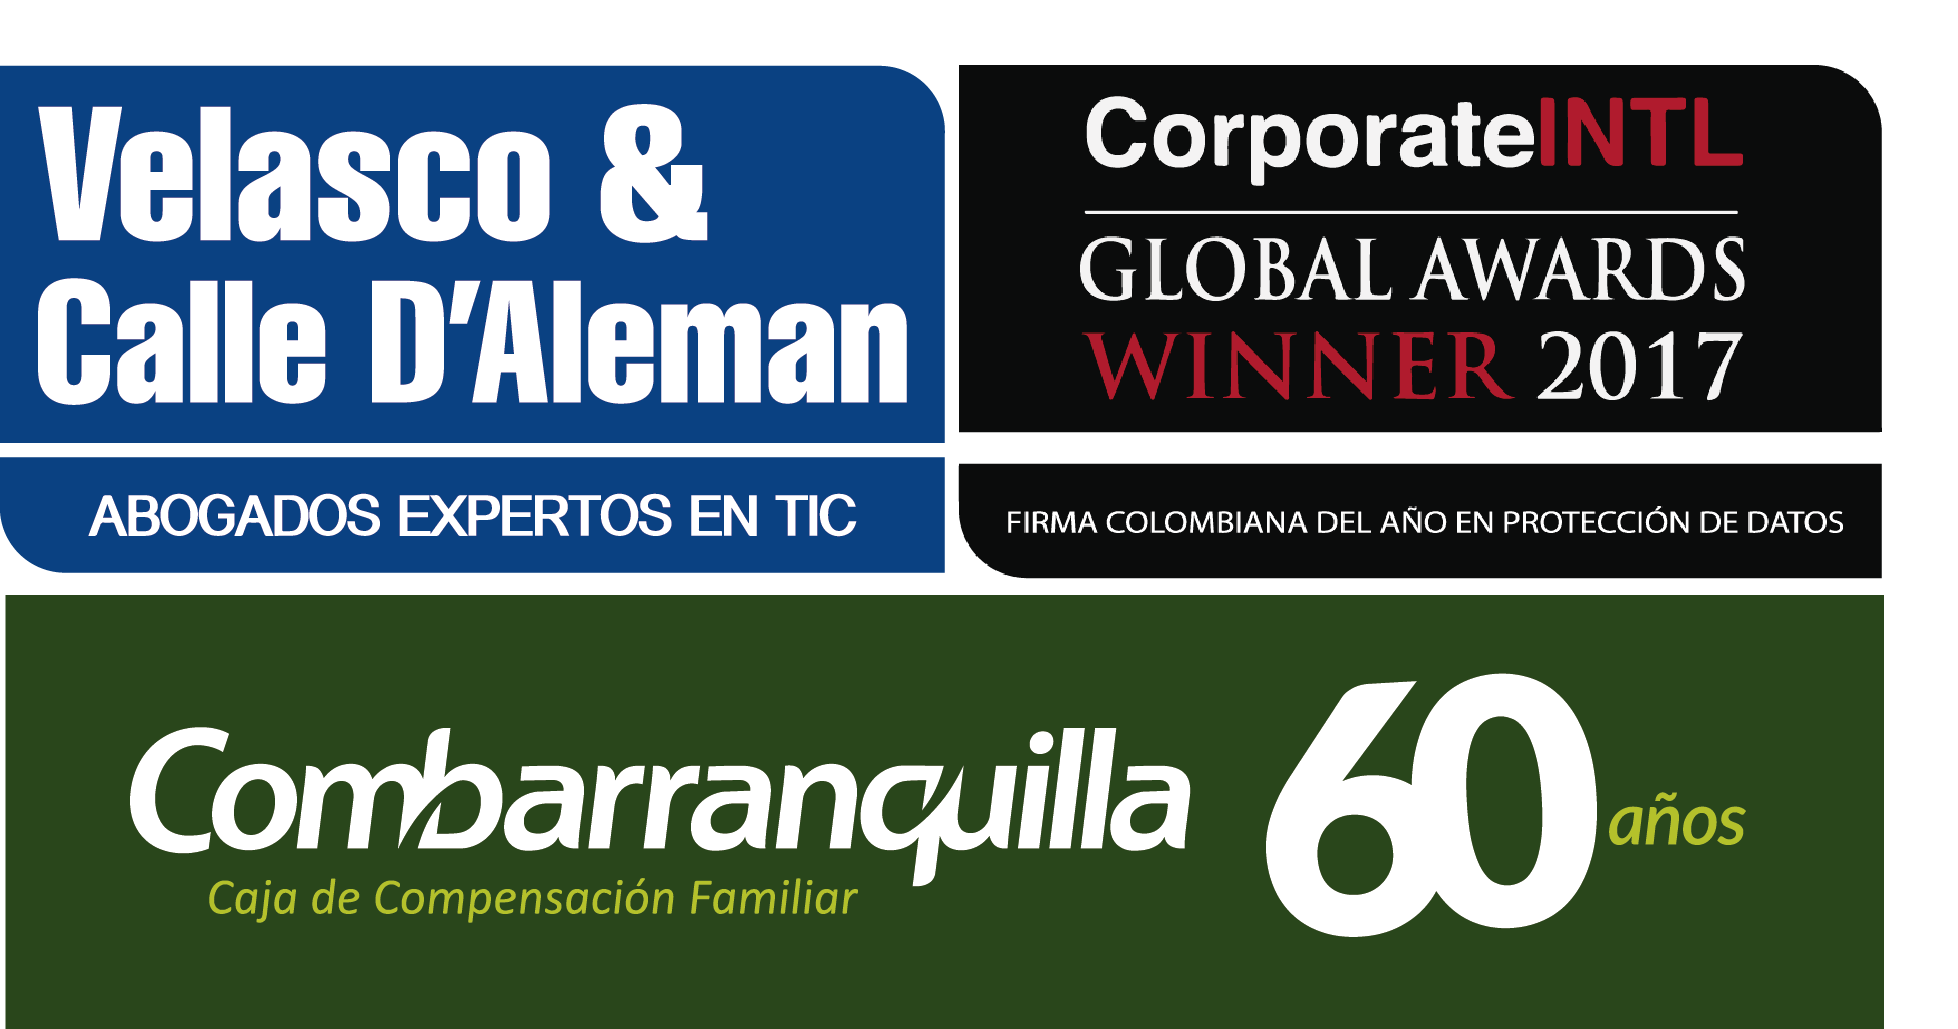 Velasco &
Calle D'Aleman
ABOGADOS EXPERTOS EN TIC
CorporateINTL
GLOBAL AWARDS
WINNER 2017
FIRMA COLOMBIANA DEL AÑO EN PROTECCIÓN DE DATOS
Combarranquilla 60 años
Caja de Compensación Familiar